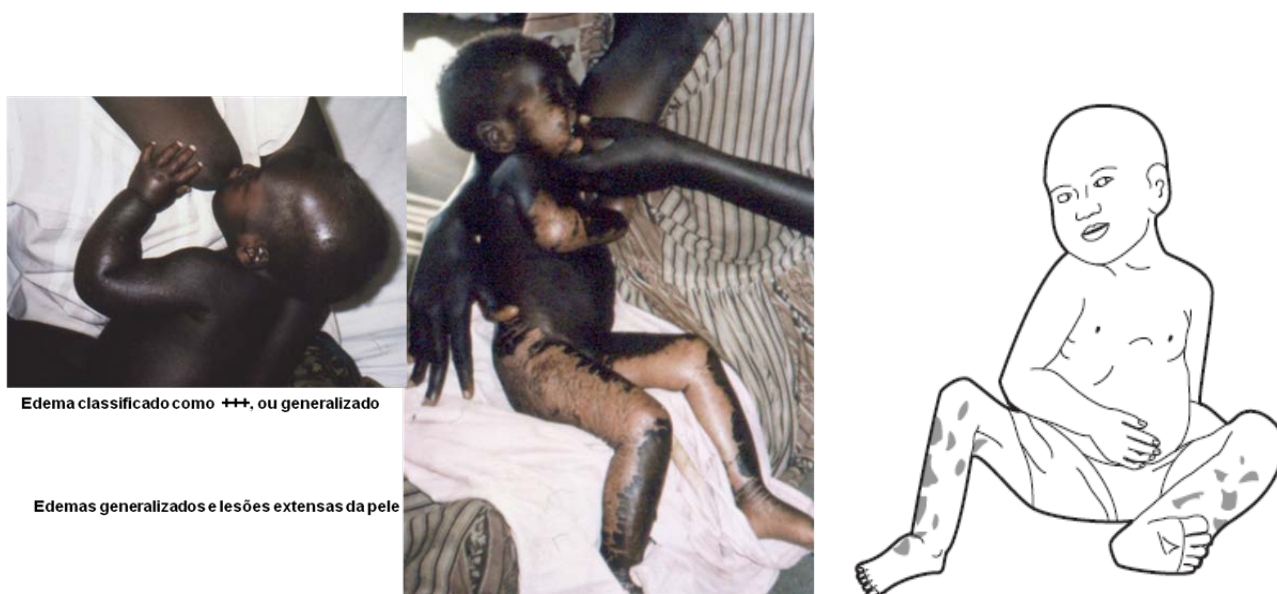 Edema classificado como +++, ou generalizado
Edemas generalizados e lesões extensas da pele